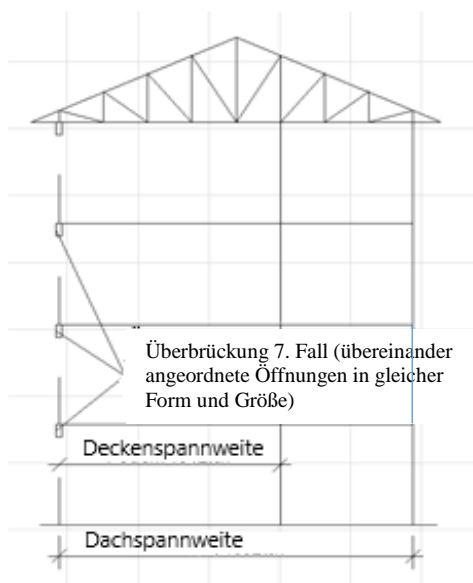 Überbrückung 7. Fall (übereinander
angeordnete Öffnungen in gleicher
Form und Größe)
Deckenspannweite
Dachspannweite